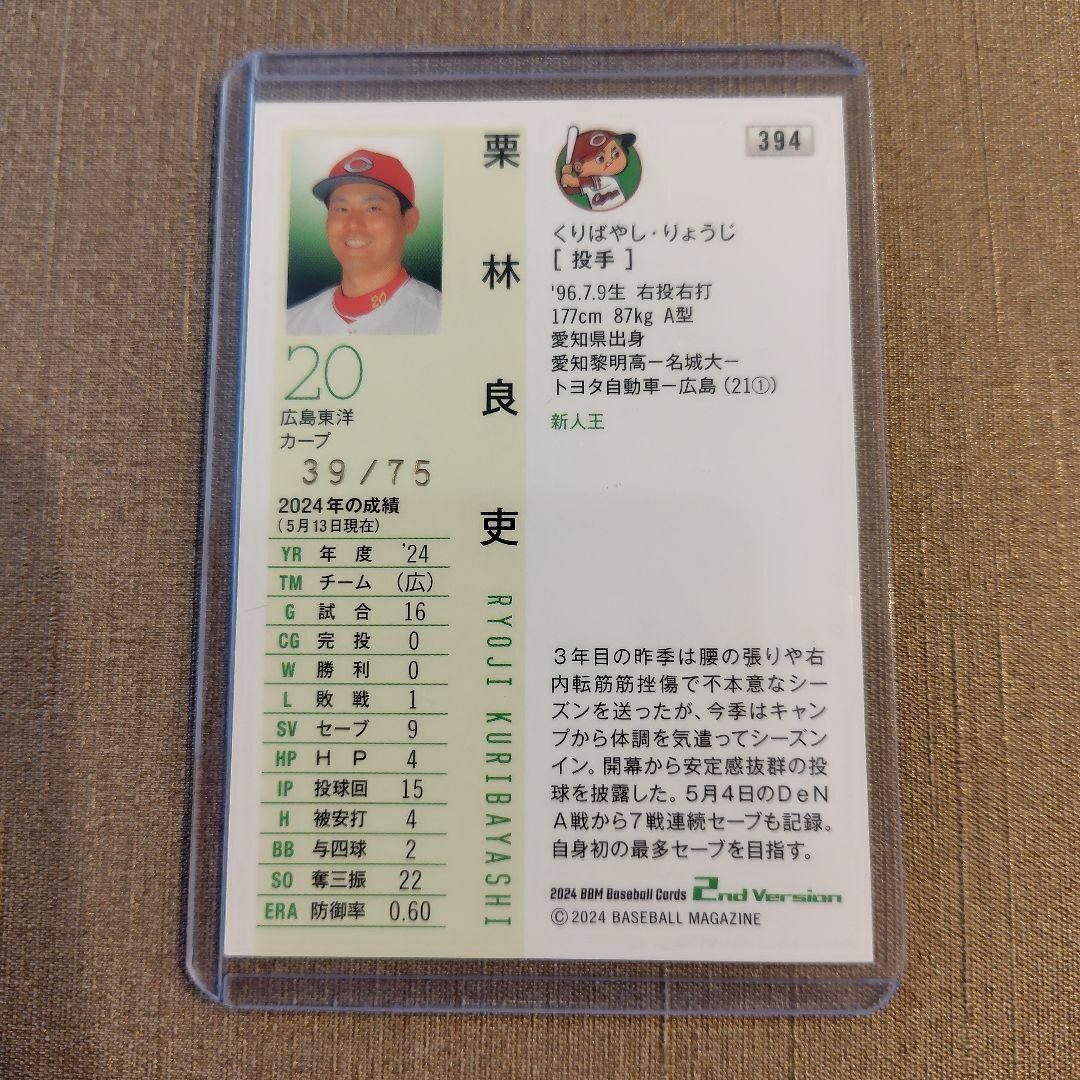 栗林良吏
RYOJI KURIBAYASHI
20
広島東洋
カープ
39/75
2024年の成績
(5月13日現在)
YR 年度 '24
TM チーム (広)
G 試合 16
CG 完投 0
W 勝利 0
L 敗戦 1
SV セーブ 9
HP HP 4
IP 投球回 15
H 被安打 4
BB 与四球 2
SO 奪三振 22
ERA 防御率 0.60
394
くりばやし・りょうじ
[投手]
'96.7.9生 右投右打
177cm 87kg A型
愛知県出身
愛知黎明高ー名城大ー
トヨタ自動車ー広島(21①)
新人王
3年目の昨季は腰の張りや右
内転筋筋挫傷で不本意なシー
ズンを送ったが、今季はキャン
プから体調を気遣ってシーズン
イン。開幕から安定感抜群の投
球を披露した。5月4日のDeN
A戦から7戦連続セーブも記録。
自身初の最多セーブを目指す。
2024 BBM Baseball Cards 2nd Version
©2024 BASEBALL MAGAZINE